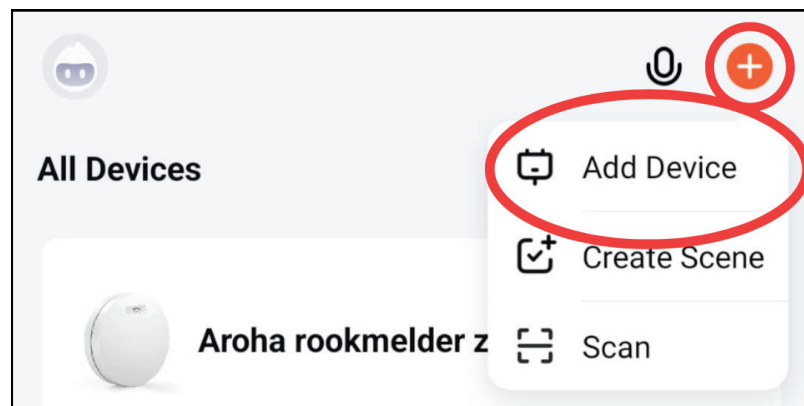 All Devices
Add Device
Create Scene
Aroha rookmelder z
Scan